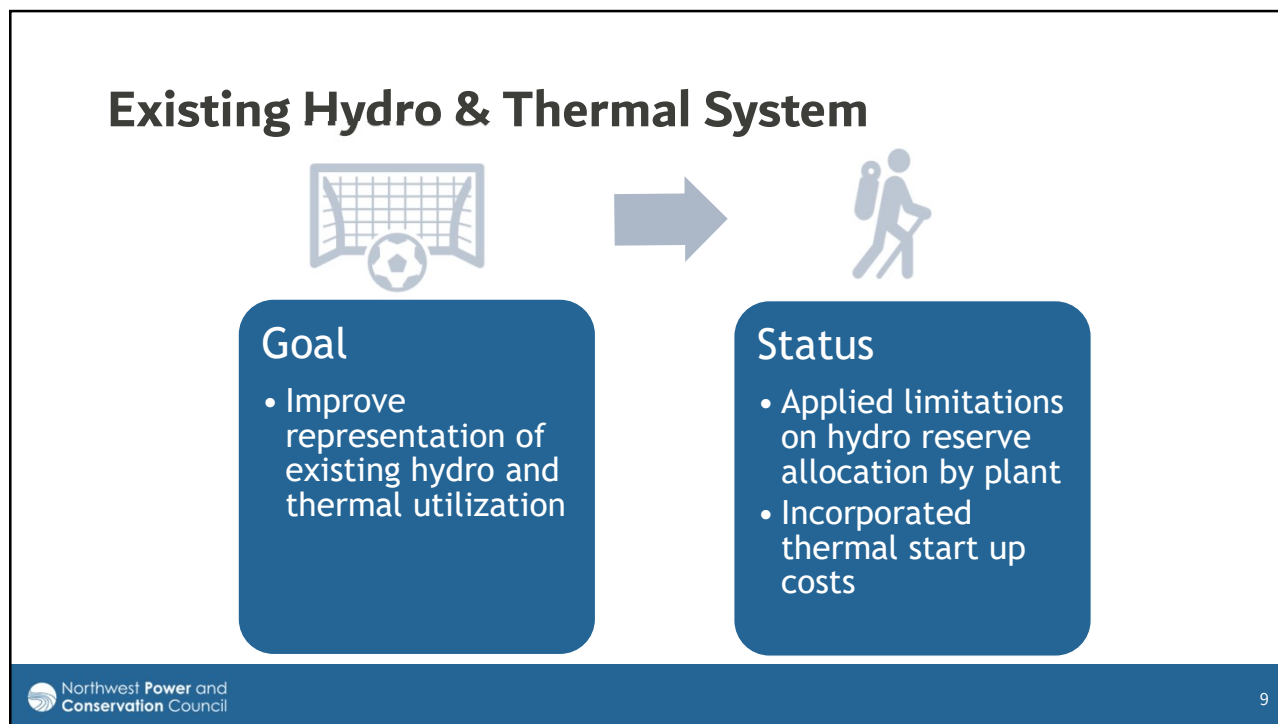 Existing Hydro & Thermal System
Goal
• Improve
representation of
existing hydro and
thermal utilization
Status
• Applied limitations
on hydro reserve
allocation by plant
• Incorporated
thermal start up
costs
Northwest Power and
Conservation Council
9